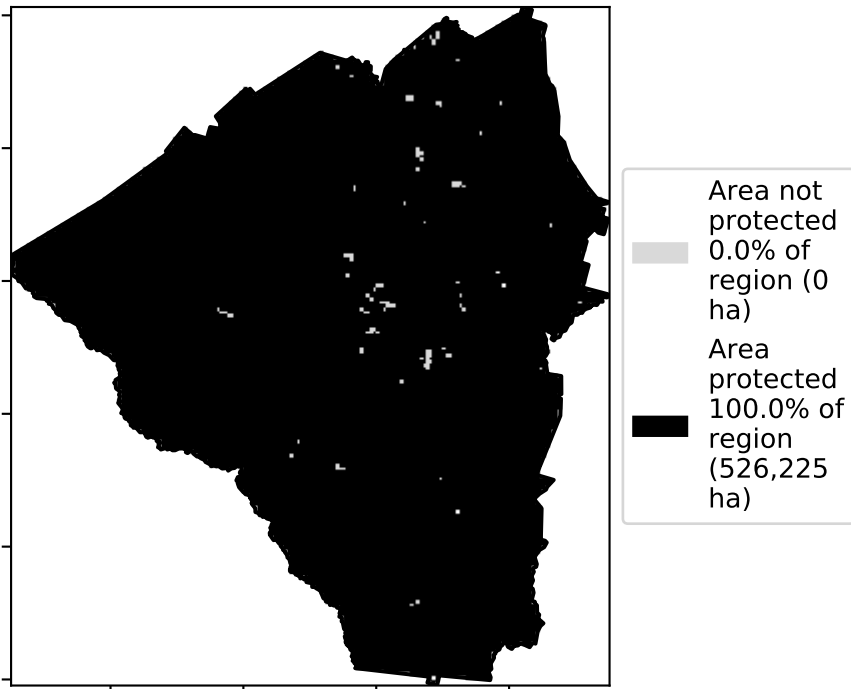 Area not
protected
0.0% of
region (0
ha)
Area
protected
100.0% of
region
(526,225
ha)